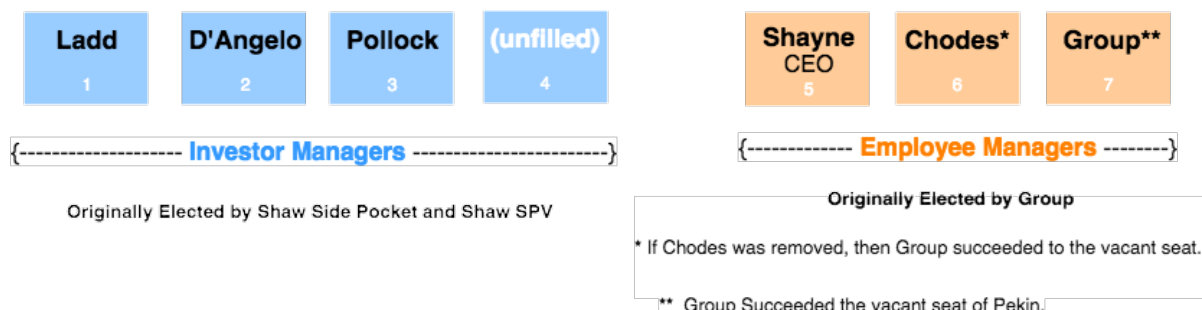 Ladd
1
D'Angelo
2
Pollock
3
(unfilled)
4
Shayne
CEO
5
Chodes*
6
Group**
7
{-------------------- Investor Managers ------------------------}
{------------- Employee Managers --------}
Originally Elected by Shaw Side Pocket and Shaw SPV
Originally Elected by Group
* If Chodes was removed, then Group succeeded to the vacant seat.
** Group Succeeded the vacant seat of Pekin.